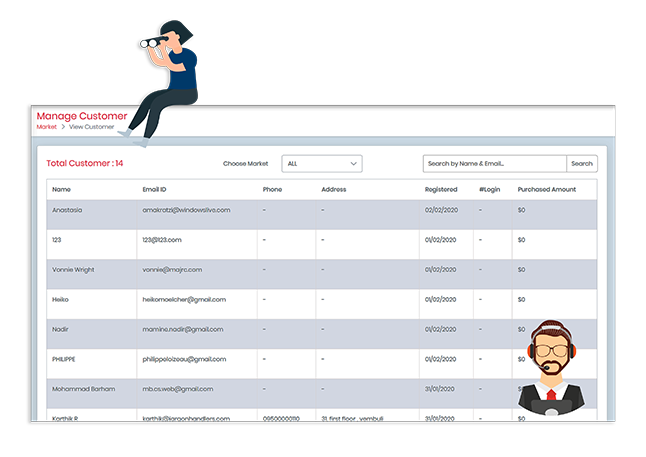 Manage Customer
Market > View Customer
Total Customer : 14 Choose Market ALL Search by Name & Email... Search
Name Email ID Phone Address Registered #Login Purchased Amount
Anastasia amakratzi@windowslive.com - - 02/02/2020 - $0
123 123@123.com - - 01/02/2020 - $0
Vonnie Wright vonnie@majrc.com - - 01/02/2020 - $0
Heiko heikomoelcher@gmail.com - - 01/02/2020 - $0
Nadir mamine.nadir@gmail.com - - 01/02/2020 - $0
PHILIPPE philippeloizeau@gmail.com - - 01/02/2020 - $0
Mohammad Barham mb.cs.web@gmail.com - - 31/01/2020 - $
Karthik R karthik@jargonhandlers.com 09500000110 31, first floor , vembuli 31/01/2020 - $0